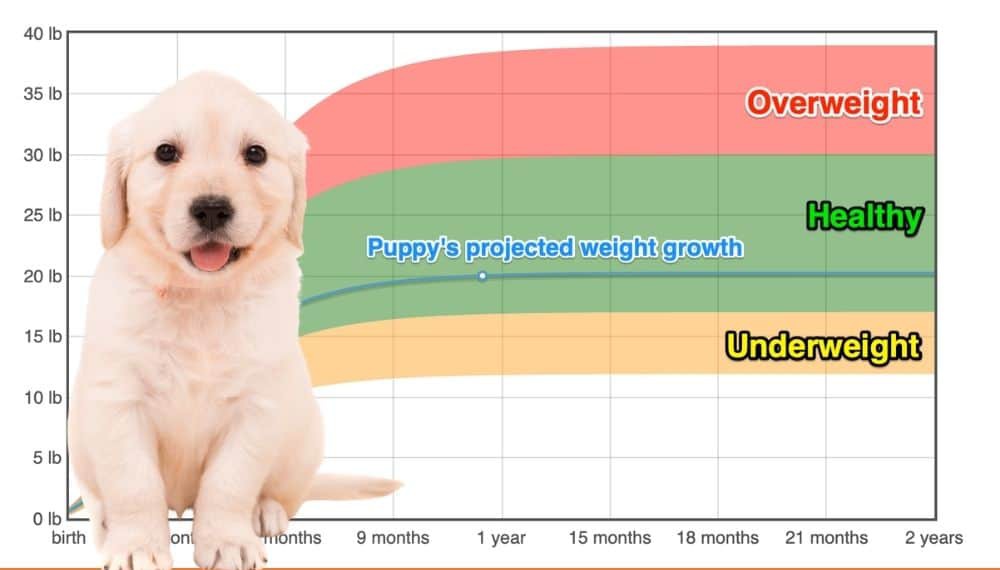 40 lb
35 lb
30 lb
25 lb
20 lb
15 lb
10 lb
5 lb
0 lb
Overweight
Healthy
Puppy's projected weight growth
Underweight
birth
months
9 months
1 year
15 months
18 months
21 months
2 years